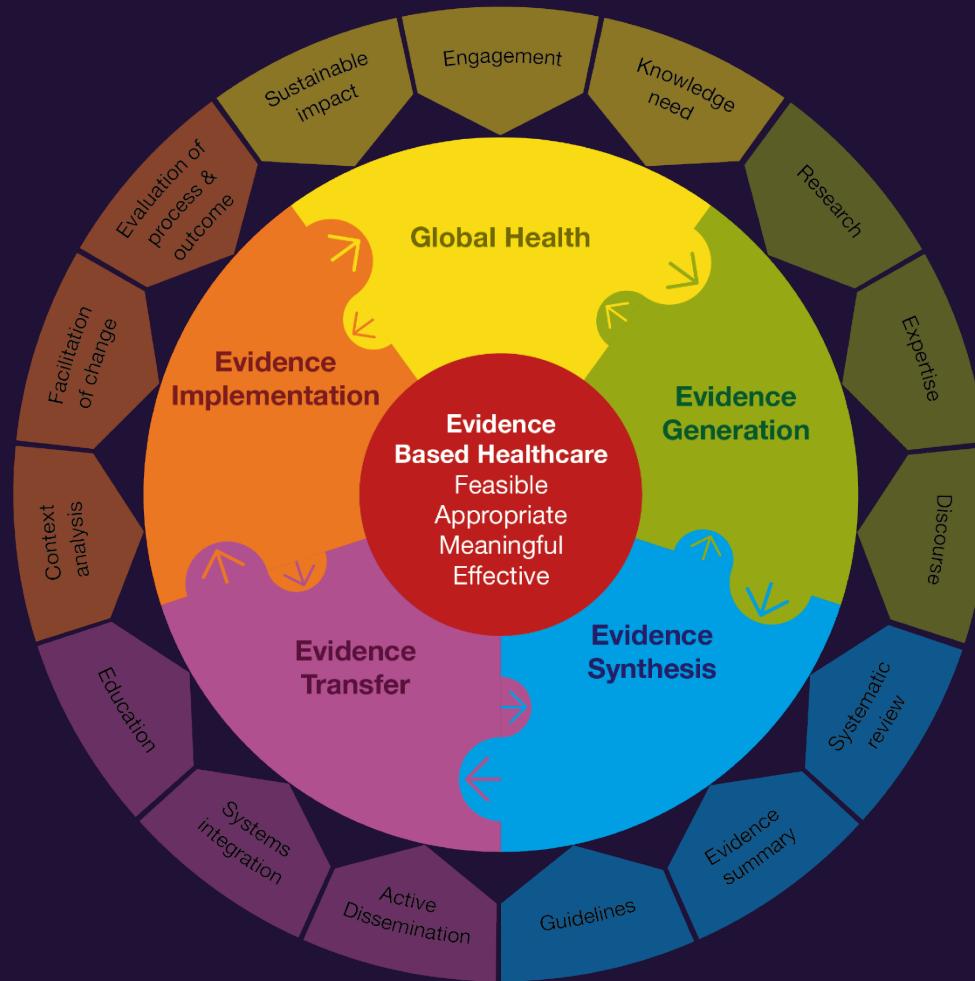 Engagement
Knowledge
need
Research
Expertise
Discourse
Systematic
review
Evidence
summary
Guidelines
Active
Dissemination
Systems
integration
Education
Context
analysis
Facilitation
of change
Evaluation of
process &
outcome
Sustainable
impact
Global Health
Evidence
Generation
Evidence
Synthesis
Evidence
Transfer
Evidence
Implementation
Evidence
Based Healthcare
Feasible
Appropriate
Meaningful
Effective